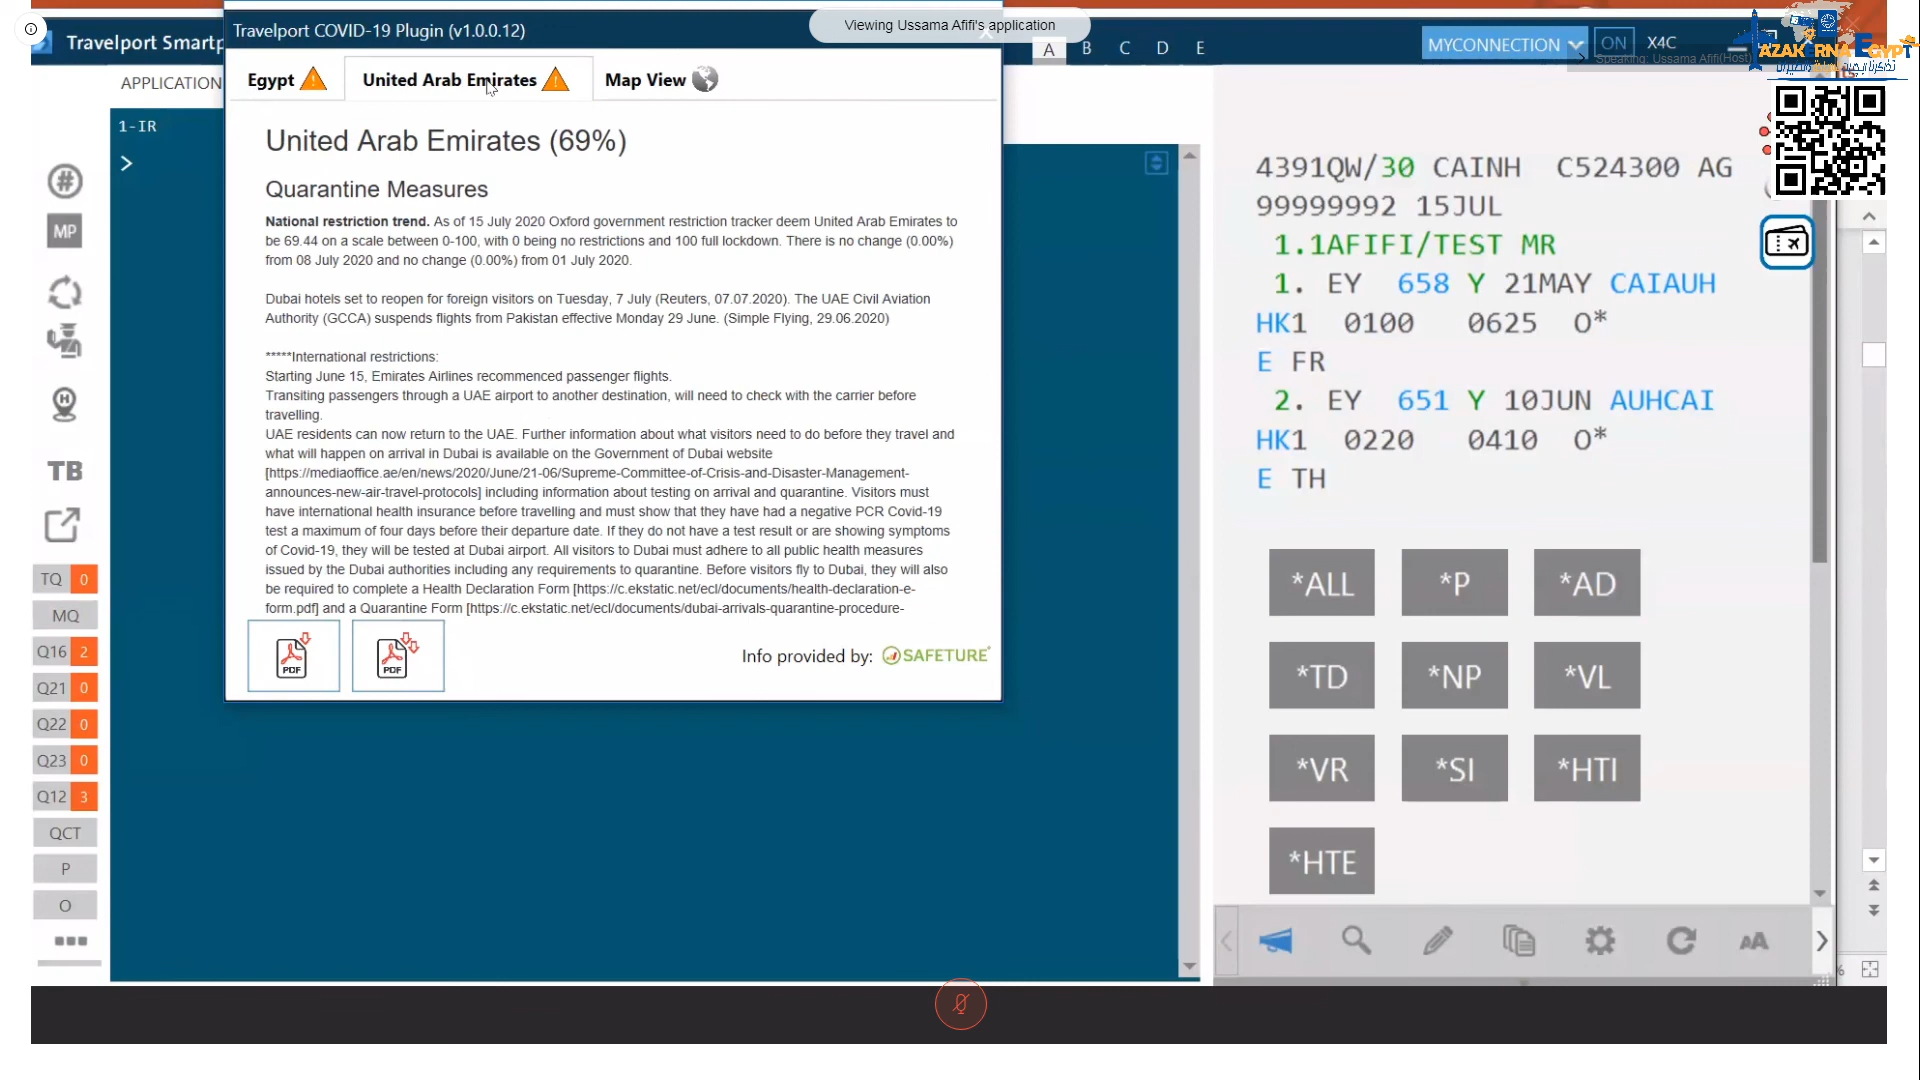 Travelport COVID-19 Plugin (v1.0.0.12)
Viewing Ussama Afifi's application
Travelport Smartp
A B C D E
MYCONNECTION
ON
X4C
Speaking: Ussama Afifi(Host)
AZAK RNA EGYPT
APPLICATION
Egypt
United Arab Emirates
Map View
1-IR
>
United Arab Emirates (69%)
Quarantine Measures
National restriction trend. As of 15 July 2020 Oxford government restriction tracker deem United Arab Emirates to
be 69.44 on a scale between 0-100, with 0 being no restrictions and 100 full lockdown. There is no change (0.00%)
from 08 July 2020 and no change (0.00%) from 01 July 2020.
Dubai hotels set to reopen for foreign visitors on Tuesday, 7 July (Reuters, 07.07.2020). The UAE Civil Aviation
Authority (GCCA) suspends flights from Pakistan effective Monday 29 June. (Simple Flying, 29.06.2020)
*****International restrictions:
Starting June 15, Emirates Airlines recommenced passenger flights.
Transiting passengers through a UAE airport to another destination, will need to check with the carrier before
travelling.
UAE residents can now return to the UAE. Further information about what visitors need to do before they travel and
what will happen on arrival in Dubai is available on the Government of Dubai website
[https://mediaoffice.ae/en/news/2020/June/21-06/Supreme-Committee-of-Crisis-and-Disaster-Management-
announces-new-air-travel-protocols] including information about testing on arrival and quarantine. Visitors must
have international health insurance before travelling and must show that they have had a negative PCR Covid-19
test a maximum of four days before their departure date. If they do not have a test result or are showing symptoms
of Covid-19, they will be tested at Dubai airport. All visitors to Dubai must adhere to all public health measures
issued by the Dubai authorities including any requirements to quarantine. Before visitors fly to Dubai, they will also
be required to complete a Health Declaration Form [https://c.ekstatic.net/ecl/documents/health-declaration-e-
form.pdf] and a Quarantine Form [https://c.ekstatic.net/ecl/documents/dubai-arrivals-quarantine-procedure-
PDF
PDF
Info provided by: SAFETURE
MP
TB
TQ 0
MQ
Q16 2
Q21 0
Q22 0
Q23 0
Q12 3
QCT
P
O
4391QW/30 CAINH C524300 AG
99999992 15JUL
1.1AFIFI/TEST MR
1. EY 658 Y 21MAY CAIAUH
HK1 0100 0625 O*
E FR
2. EY 651 Y 10JUN AUHCAI
HK1 0220 0410 O*
E TH
*ALL *P *AD
*TD *NP *VL
*VR *SI *HTI
*HTE
AA